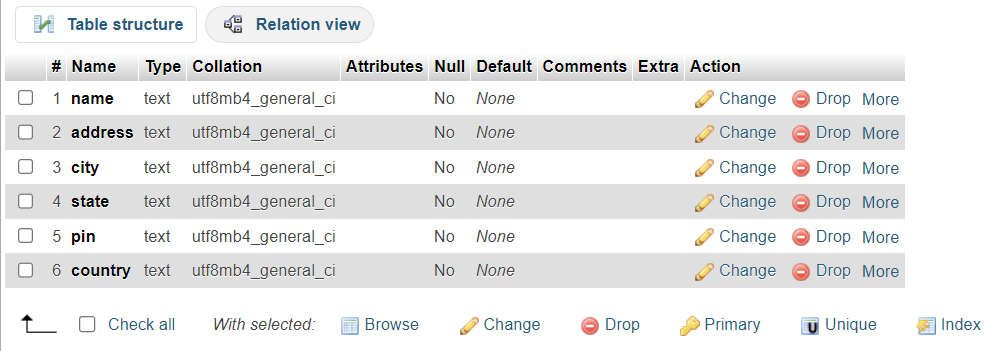 Table structure Relation view
# Name Type Collation Attributes Null Default Comments Extra Action
1 name text utf8mb4_general_ci No None Change Drop More
2 address text utf8mb4_general_ci No None Change Drop More
3 city text utf8mb4_general_ci No None Change Drop More
4 state text utf8mb4_general_ci No None Change Drop More
5 pin text utf8mb4_general_ci No None Change Drop More
6 country text utf8mb4_general_ci No None Change Drop More
Check all With selected: Browse Change Drop Primary Unique Index